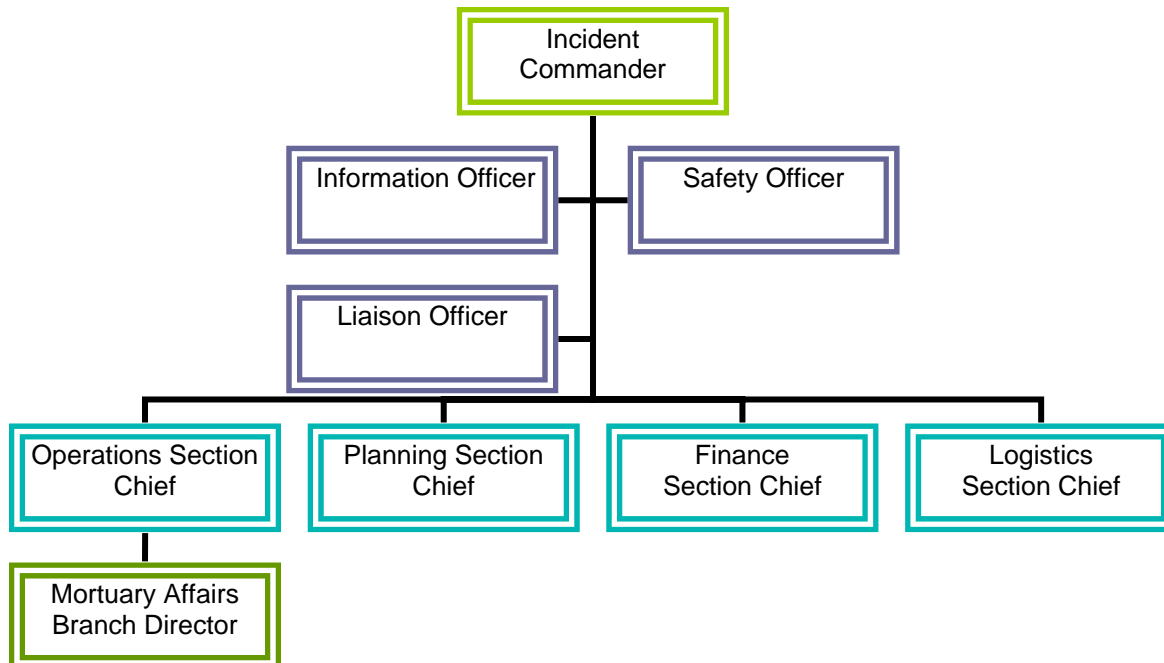 Incident
Commander
Information Officer
Safety Officer
Liaison Officer
Operations Section
Chief
Planning Section
Chief
Finance
Section Chief
Logistics
Section Chief
Mortuary Affairs
Branch Director